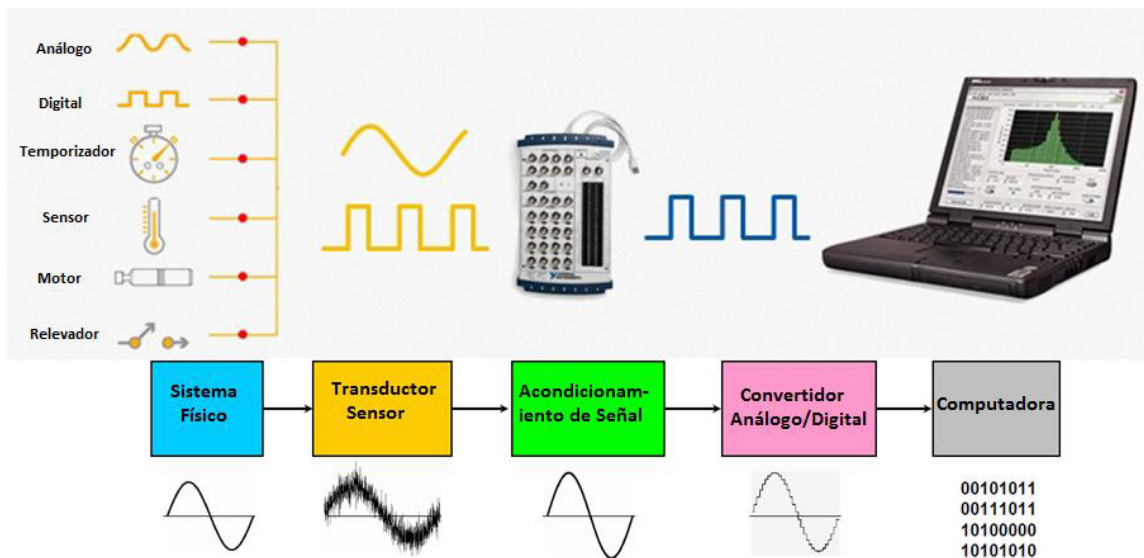 Análogo
Digital
Temporizador
Sensor
Motor
Relevador
Sistema
Físico
Transductor
Sensor
Acondicionam-
iento de Señal
Convertidor
Análogo/Digital
Computadora
00101011
00111011
10100000
10101010